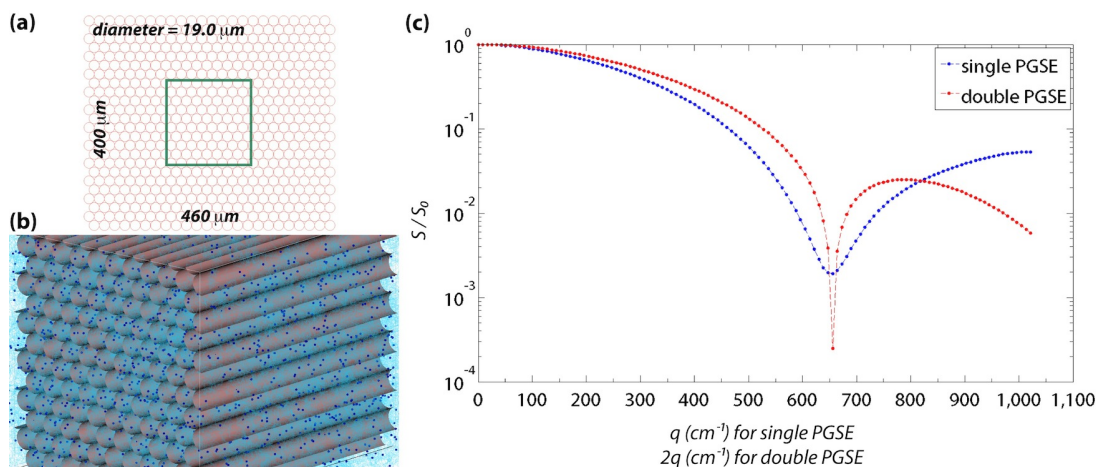 (a)
diameter = 19.0 μm
400 μm
460 μm
(b)
(c)
10^0
10^-1
10^-2
10^-3
10^-4
S / S_0
single PGSE
double PGSE
0 100 200 300 400 500 600 700 800 900 1,000 1,100
q (cm^-1) for single PGSE
2q (cm^-1) for double PGSE